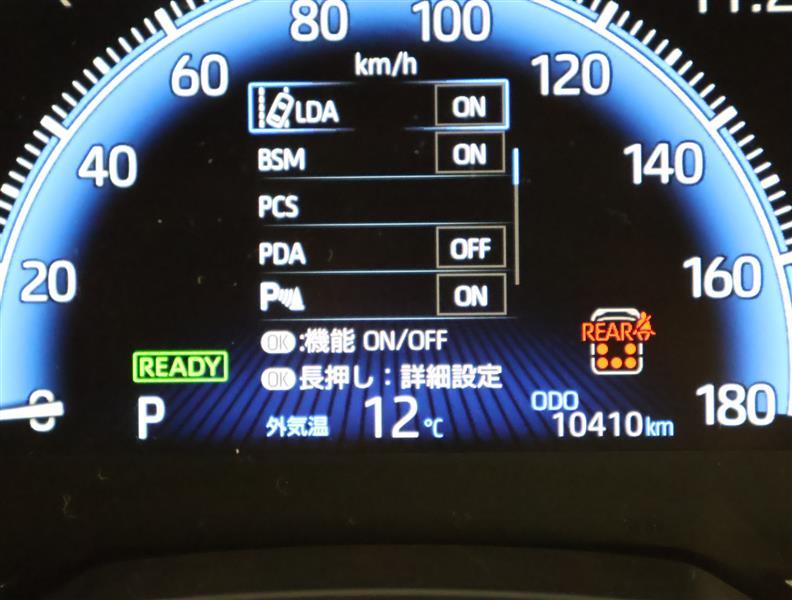 80 100
km/h
60 120
LDA ON
BSM ON
40 140
PCS
PDA OFF
20 160
P ON
REAR
OK:機能 ON/OFF
READY
OK長押し:詳細設定
0 P 外気温 12℃ ODO 10410km 180